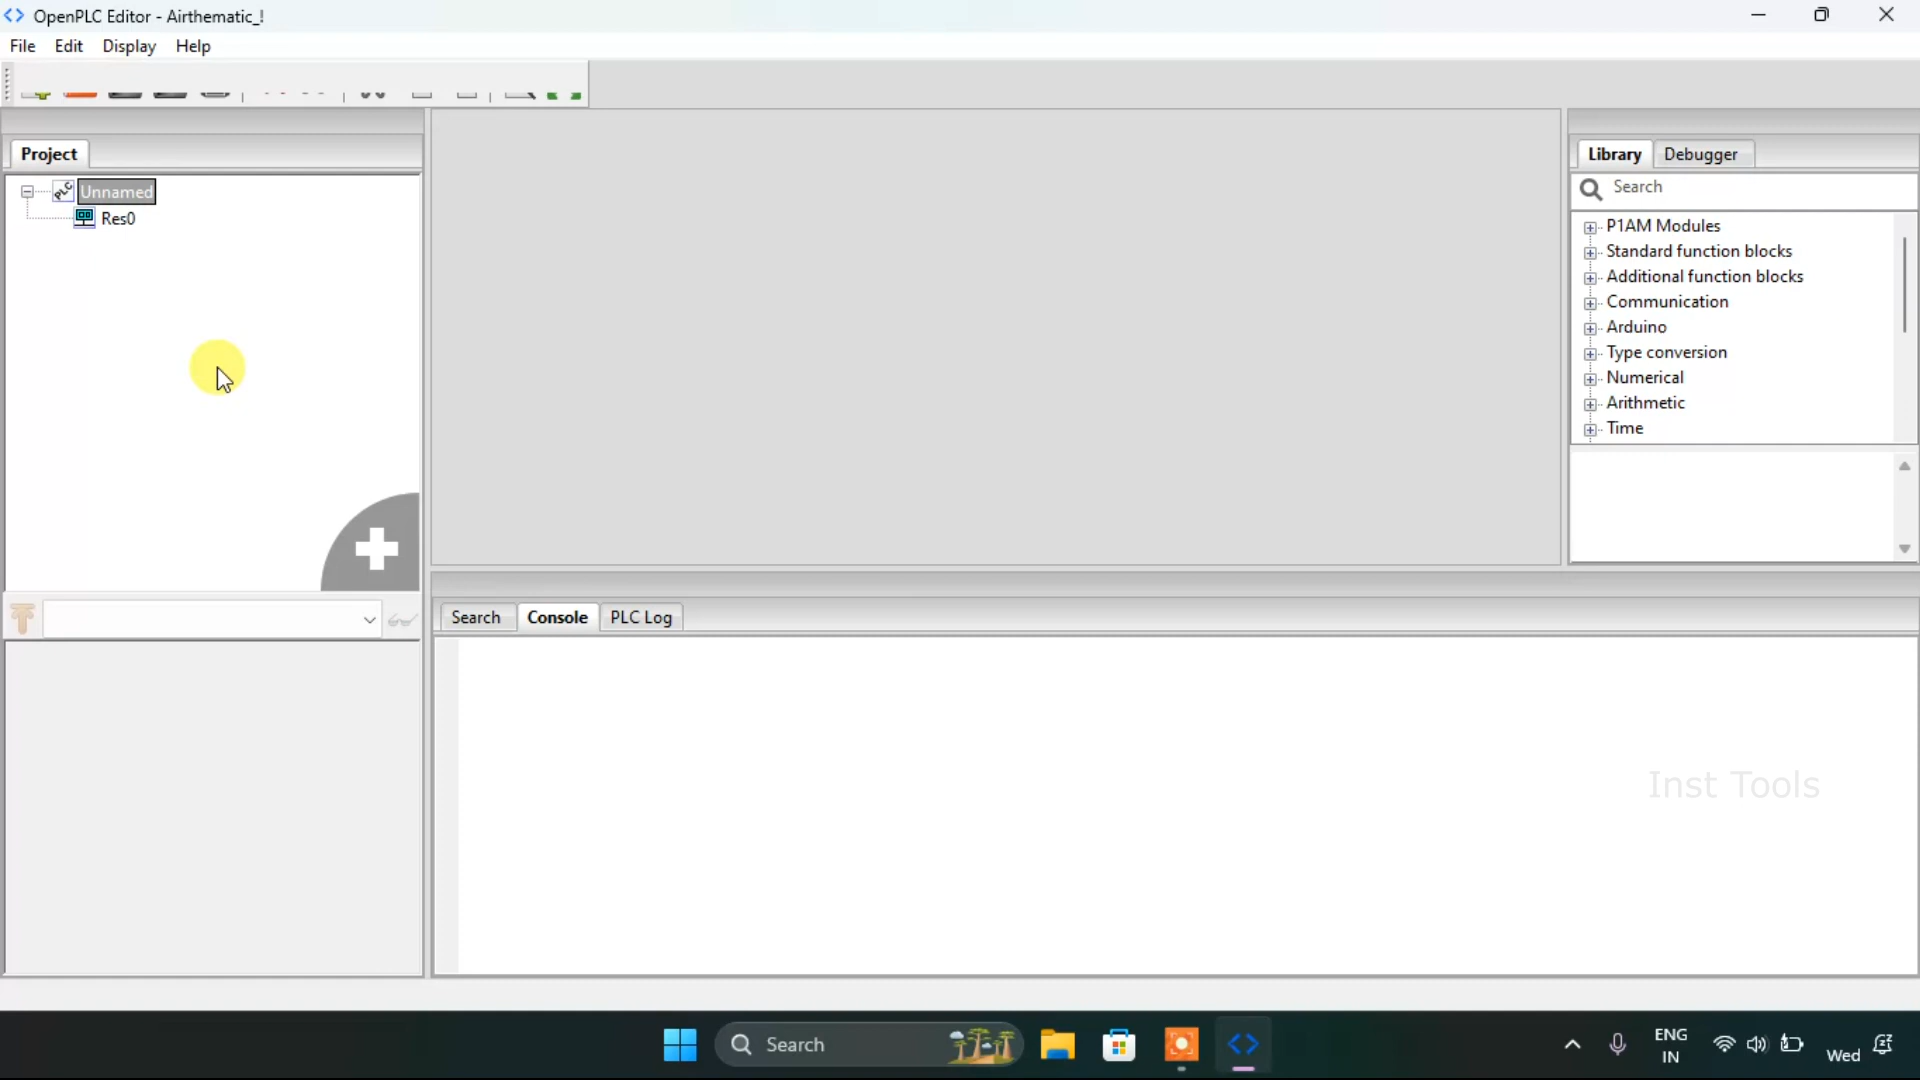 OpenPLC Editor - Airthematic_!
File Edit Display Help
Project
Library Debugger
PLC Unnamed
Res0
Search
P1AM Modules
Standard function blocks
Additional function blocks
Communication
Arduino
Type conversion
Numerical
Arithmetic
Time
Search Console PLC Log
Inst Tools
Search
ENG
IN
Wed